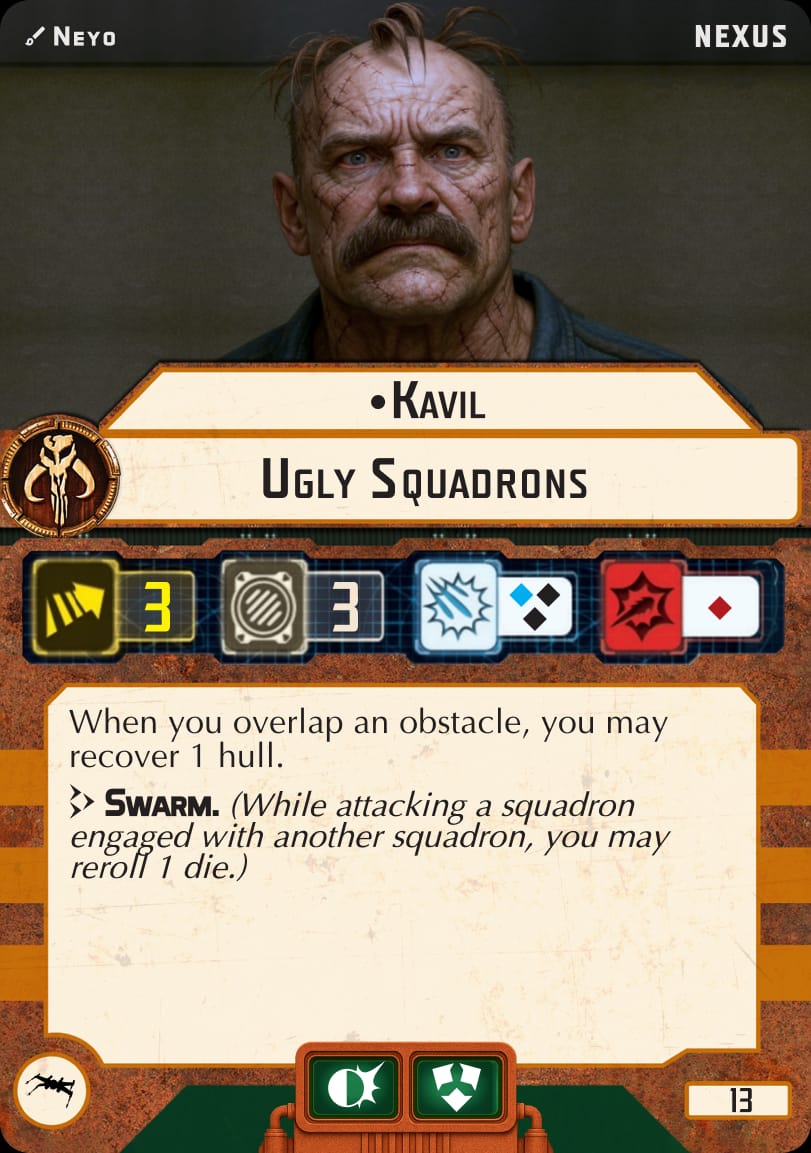 Neyo
NEXUS
•Kavil
Ugly Squadrons
3
3
When you overlap an obstacle, you may
recover 1 hull.
Swarm. (While attacking a squadron
engaged with another squadron, you may
reroll 1 die.)
13